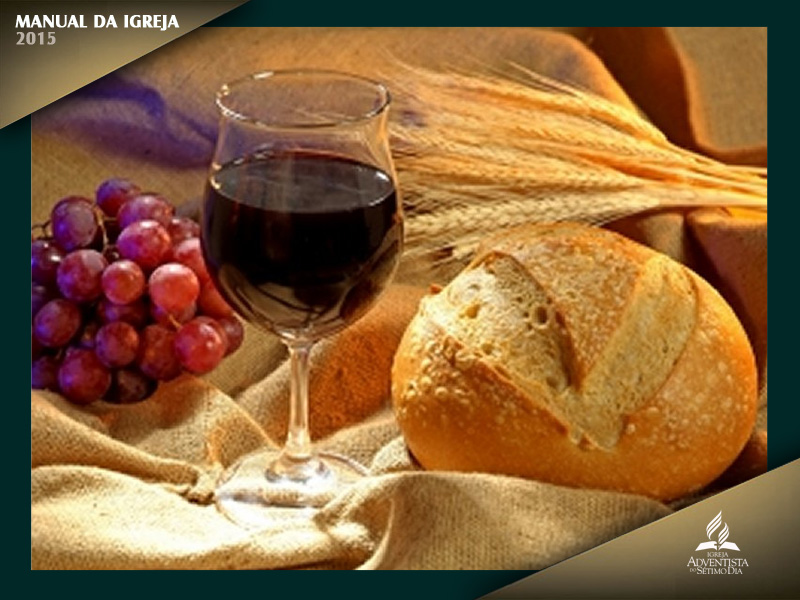 MANUAL DA IGREJA
2015
IGREJA
ADVENTISTA
DO SÉTIMO DIA